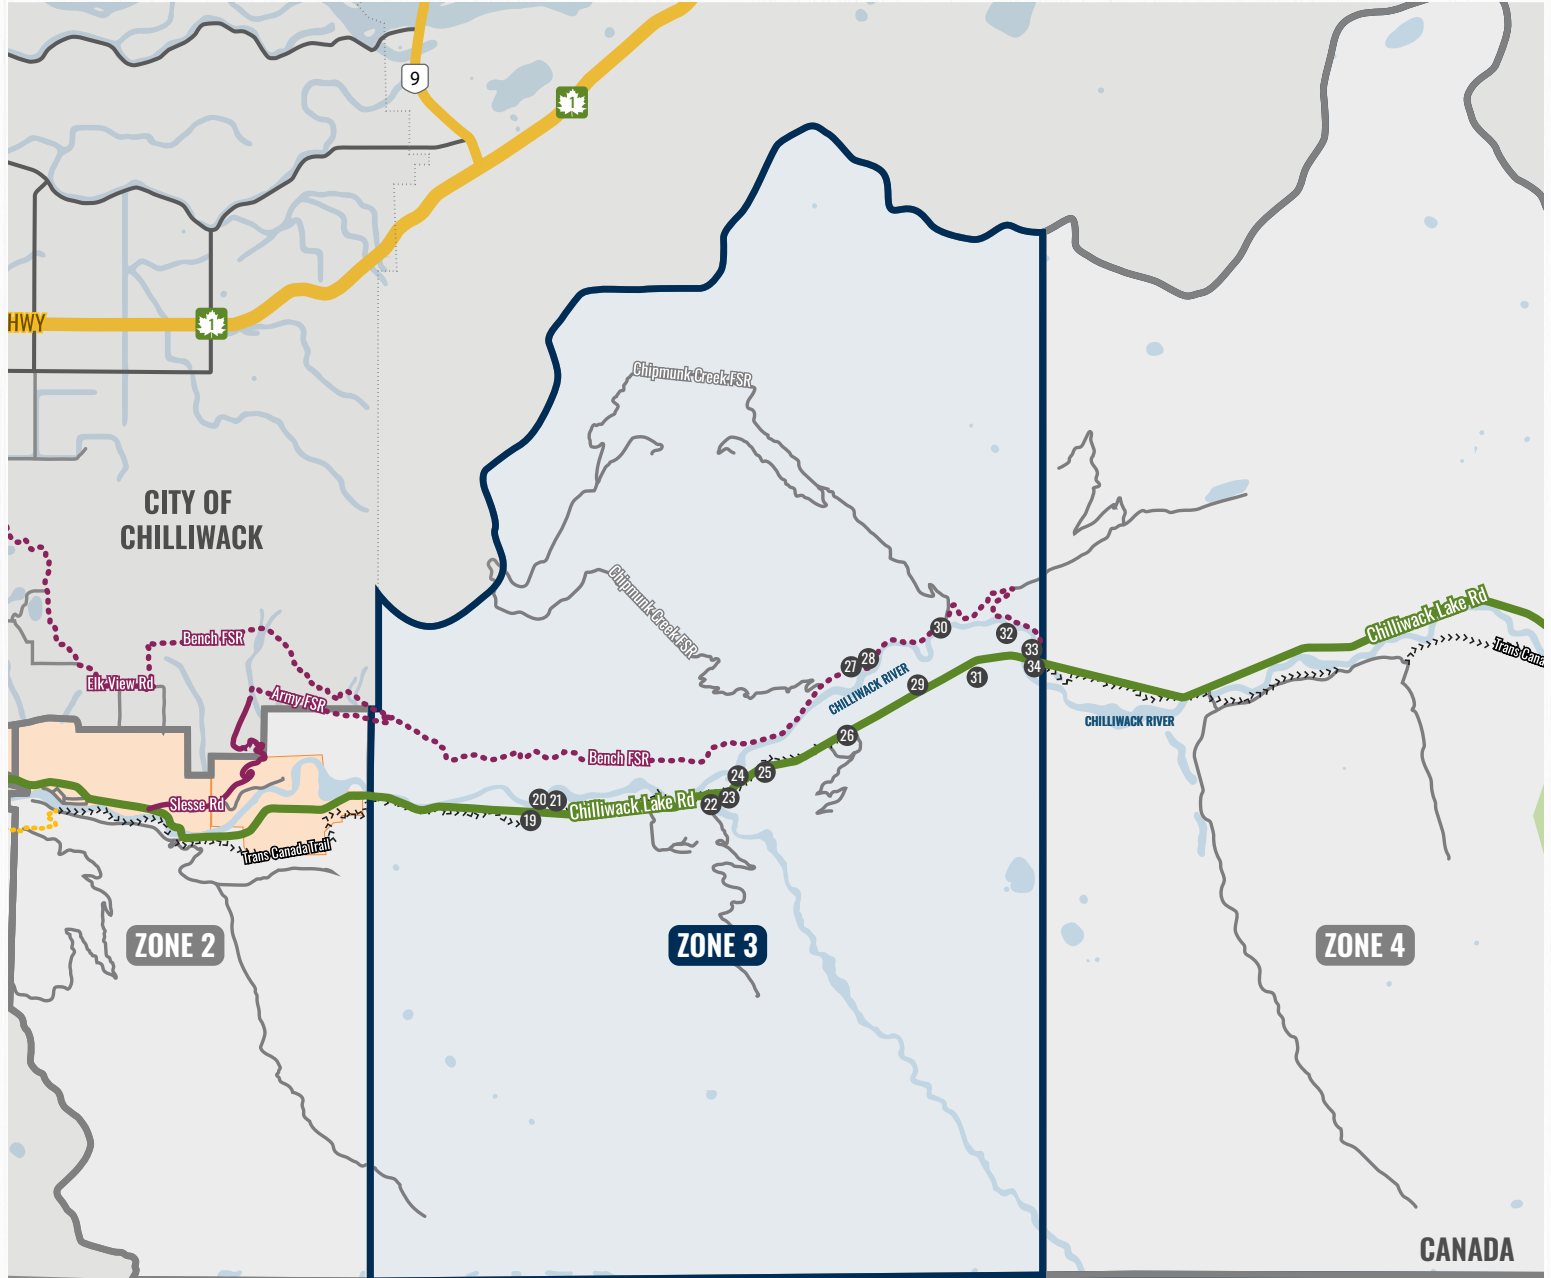 9
1
HWY
1
Chipmunk Creek FSR
CITY OF
CHILLIWACK
Chipmunk Creek FSR
Chilliwack Lake Rd
Bench FSR
30
32
33
34
Trans Cana
28
27
Elk View Rd
Army FSR
CHILLIWACK RIVER
29
31
CHILLIWACK RIVER
26
Bench FSR
24
25
Slesse Rd
20
21
Chilliwack Lake Rd
22
23
19
Trans Canada Trail
ZONE 2
ZONE 3
ZONE 4
CANADA